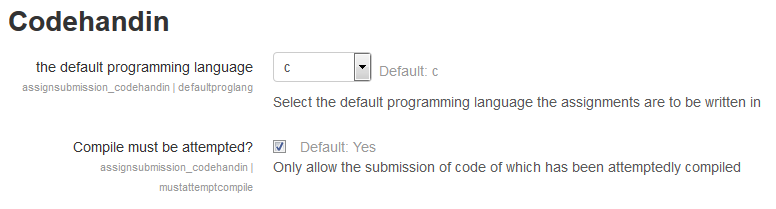 Codehandin
the default programming language c Default: c
assignsubmission_codehandin | defaultproglang
Select the default programming language the assignments are to be written in
Compile must be attempted? Default: Yes
assignsubmission_codehandin | Only allow the submission of code of which has been attemptedly compiled
mustattemptcompile